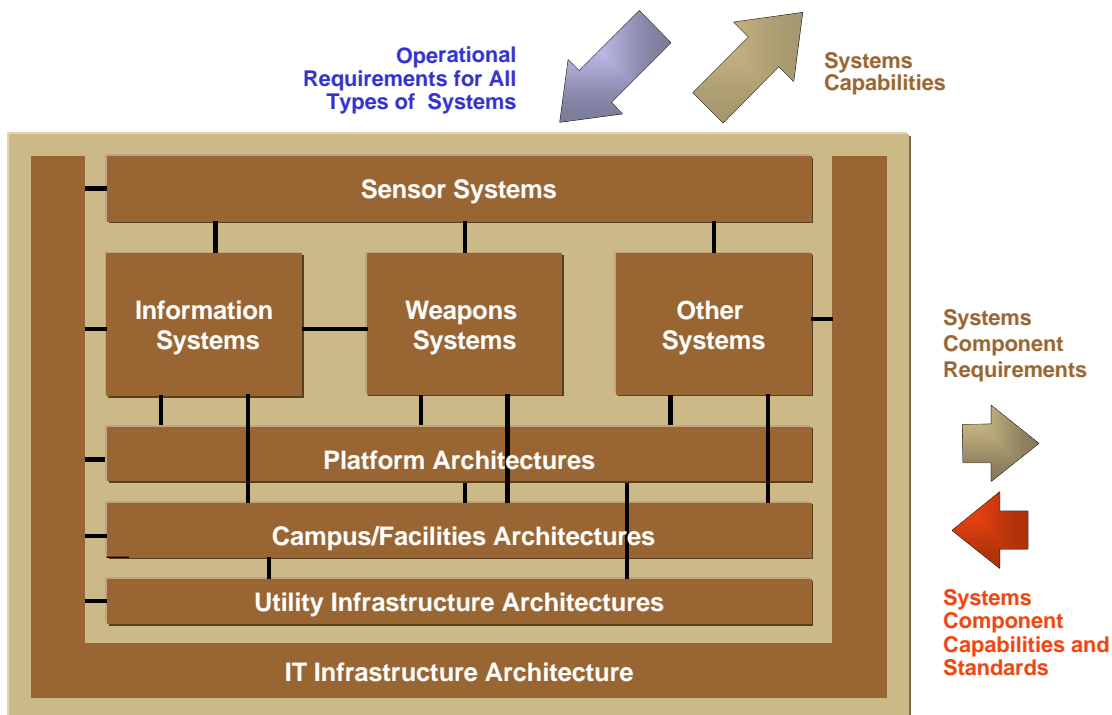 Operational
Requirements for All
Types of Systems
Systems
Capabilities
Sensor Systems
Information
Systems
Weapons
Systems
Other
Systems
Systems
Component
Requirements
Platform Architectures
Campus/Facilities Architectures
Utility Infrastructure Architectures
Systems
Component
Capabilities and
Standards
IT Infrastructure Architecture